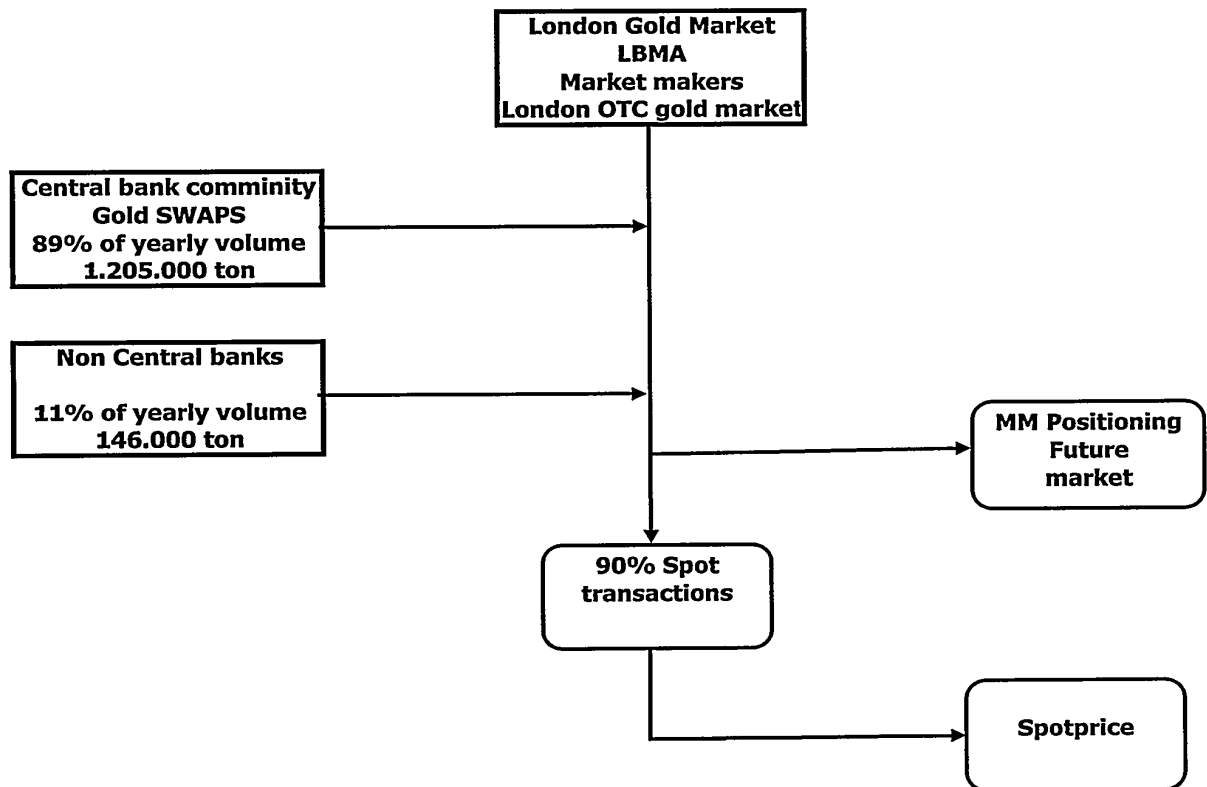 London Gold Market
LBMA
Market makers
London OTC gold market
Central bank comminity
Gold SWAPS
89% of yearly volume
1.205.000 ton
Non Central banks
11% of yearly volume
146.000 ton
MM Positioning
Future
market
90% Spot
transactions
Spotprice